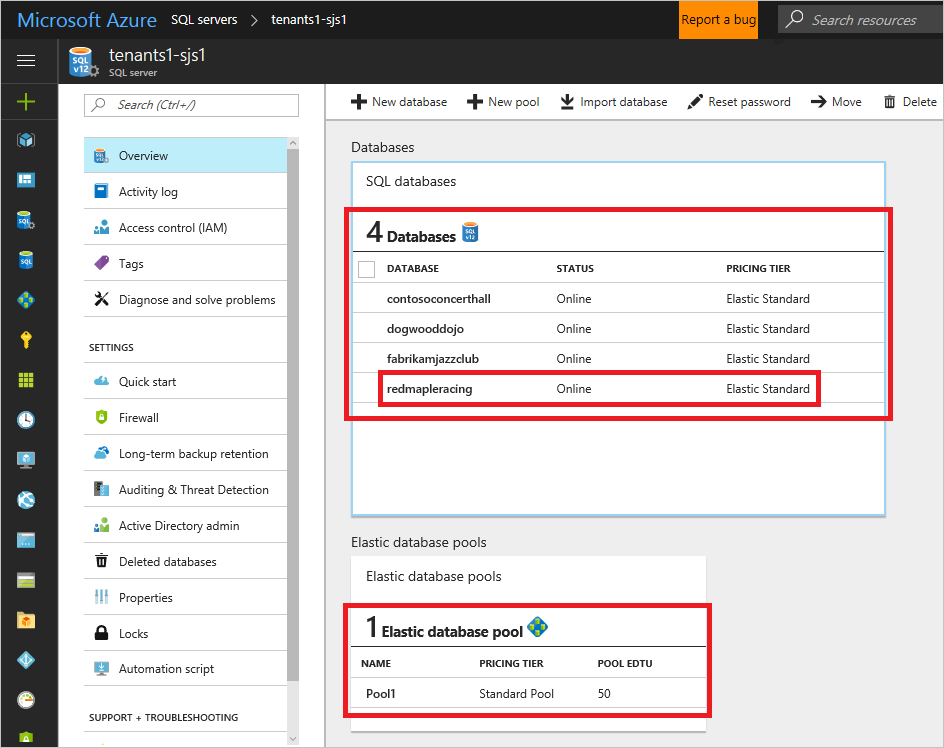 Microsoft Azure SQL servers > tenants1-sjs1 Report a bug Search resources
tenants1-sjs1
SQL server
Search (Ctrl+/)
Overview
Activity log
Access control (IAM)
Tags
Diagnose and solve problems
SETTINGS
Quick start
Firewall
Long-term backup retention
Auditing & Threat Detection
Active Directory admin
Deleted databases
Properties
Locks
Automation script
SUPPORT + TROUBLESHOOTING
New database New pool Import database Reset password Move Delete
Databases
SQL databases
4 Databases
DATABASE STATUS PRICING TIER
contosoconcerthall Online Elastic Standard
dogwooddojo Online Elastic Standard
fabrikamjazzclub Online Elastic Standard
redmapleracing Online Elastic Standard
Elastic database pools
Elastic database pools
1 Elastic database pool
NAME PRICING TIER POOL EDTU
Pool1 Standard Pool 50